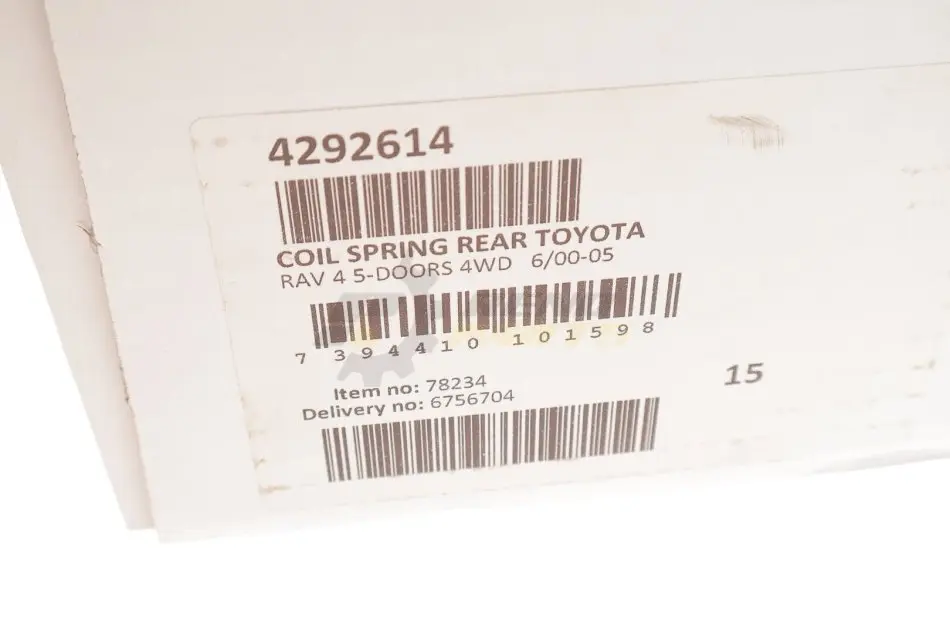 4292614
COIL SPRING REAR TOYOTA
RAV 4 5-DOORS 4WD 6/00-05
7 394410 101598
Item no: 78234
15
Delivery no: 6756704